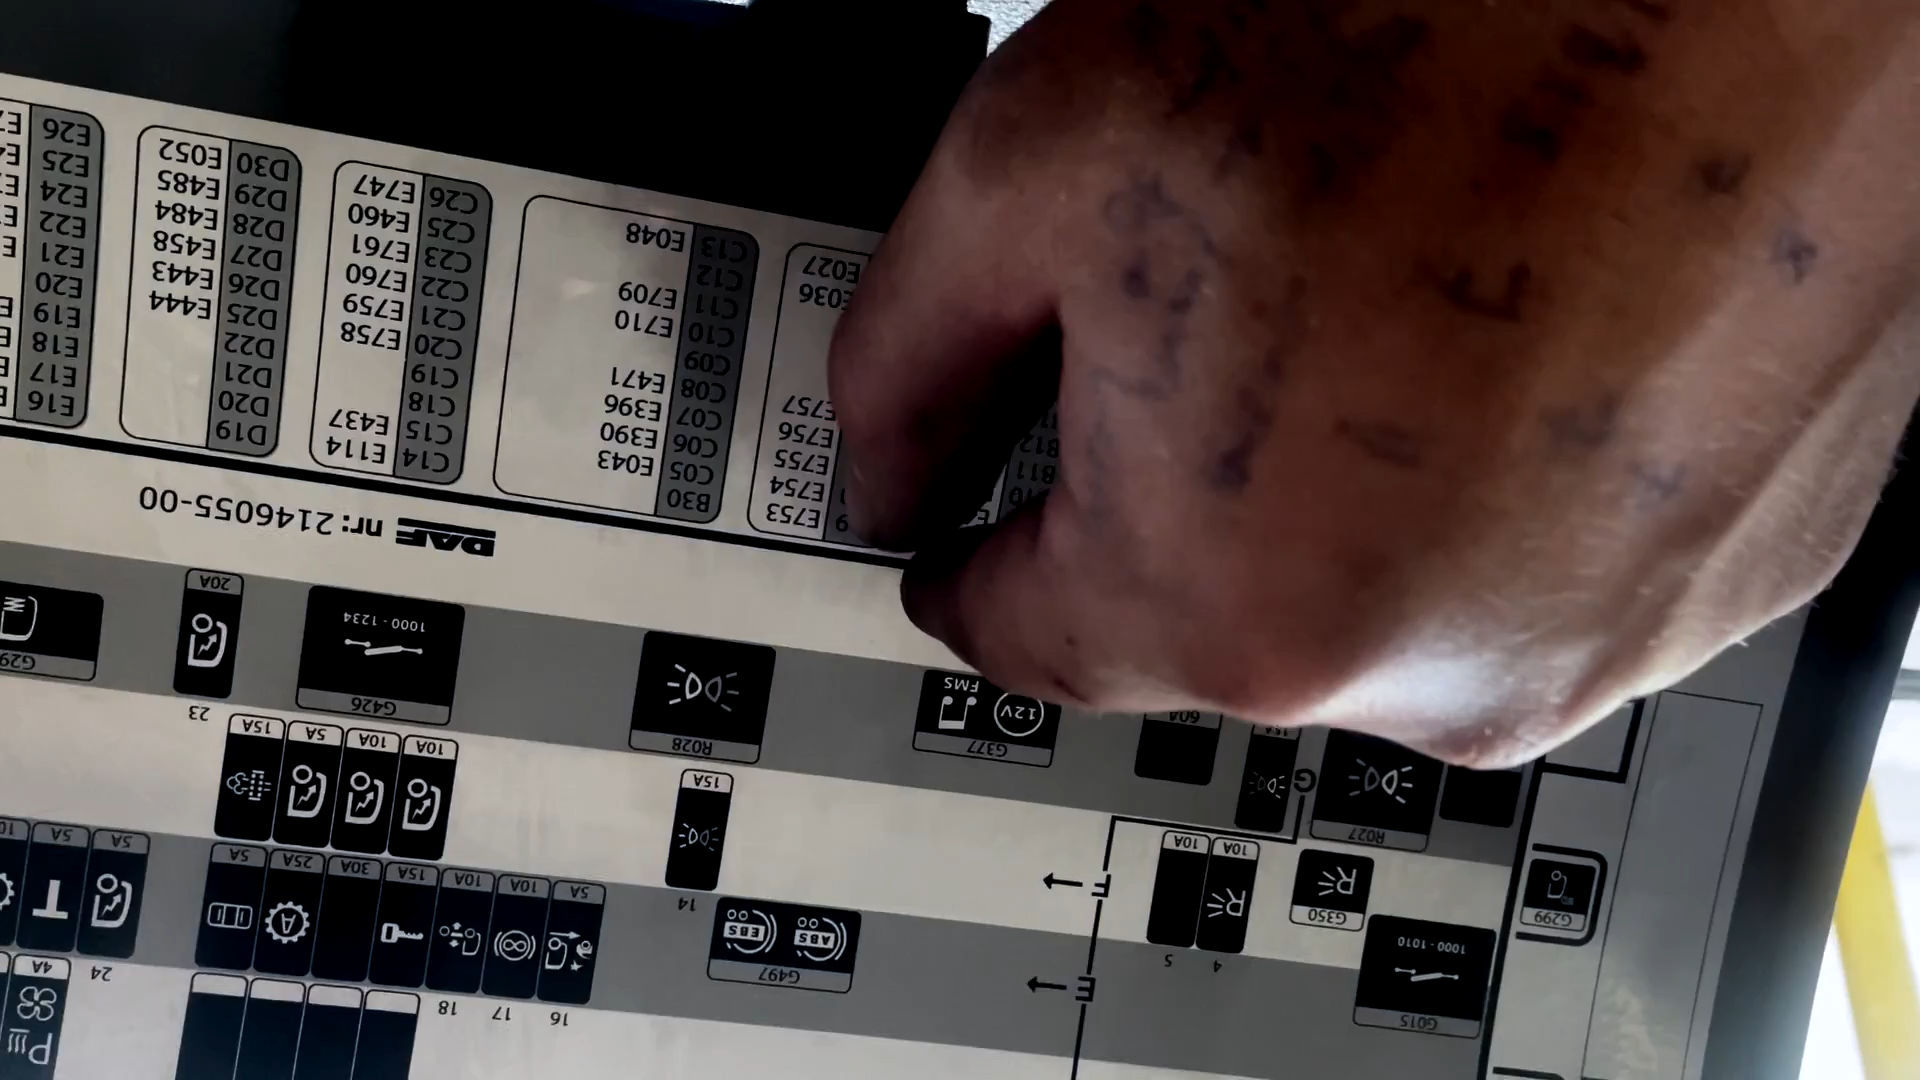 4A
P
1000 - 1010
G015
E
16
17
18
24
EBS ABS
G497
5A
10A
10A
15A
30A
25A
A
5A
5A
T
5A
G299
G350
4
5
F
14
10A
10A
15A
10A
10A
5A
15A
R027
G
15A
60A
G377
12V
FMS
R028
G426
1000 - 1234
23
20A
DAF nr: 2146055-00
B11
B12
E753
E754
E755
E756
E757
E036
E027
B30
C05 E043
C06 E390
C07 E396
C08 E471
C09
C10 E710
C11 E709
C12
C13 E048
C14 E114
C15 E437
C18
C19
C20 E758
C21 E759
C22 E760
C23 E761
C25 E460
C26 E747
D19
D20
D21
D22
D25 E444
D26 E443
D27 E458
D28 E484
D29 E485
D30 E052
E16
E17
E18
E19
E20
E21
E22
E24
E25
E26